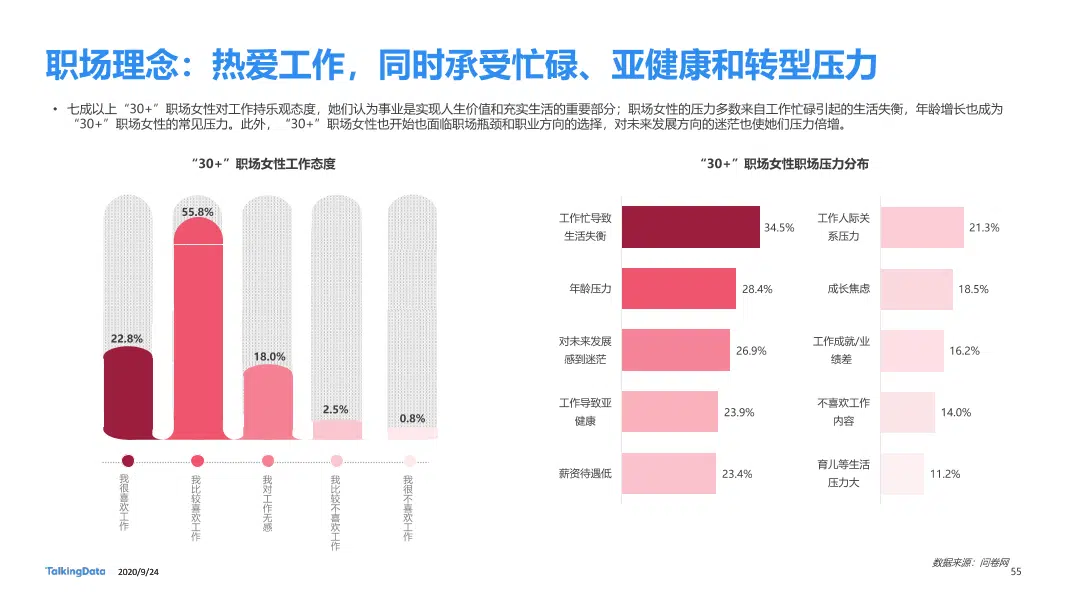 职场理念：热爱工作，同时承受忙碌、亚健康和转型压力
• 七成以上“30+”职场女性对工作持乐观态度，她们认为事业是实现人生价值和充实生活的重要部分；职场女性的压力多数来自工作忙碌引起的生活失衡，年龄增长也成为
“30+”职场女性的常见压力。此外，“30+”职场女性也开始也面临职场瓶颈和职业方向的选择，对未来发展方向的迷茫也使她们压力倍增。
“30+”职场女性工作态度
22.8%
55.8%
18.0%
2.5%
0.8%
我很喜欢工作
我比较喜欢工作
我对工作无感
我比较不喜欢工作
我很不喜欢工作
“30+”职场女性职场压力分布
工作忙导致
生活失衡
34.5%
年龄压力
28.4%
对未来发展
感到迷茫
26.9%
工作导致亚
健康
23.9%
薪资待遇低
23.4%
工作人际关
系压力
21.3%
成长焦虑
18.5%
工作成就/业
绩差
16.2%
不喜欢工作
内容
14.0%
育儿等生活
压力大
11.2%
数据来源：问卷网
TalkingData
2020/9/24
55